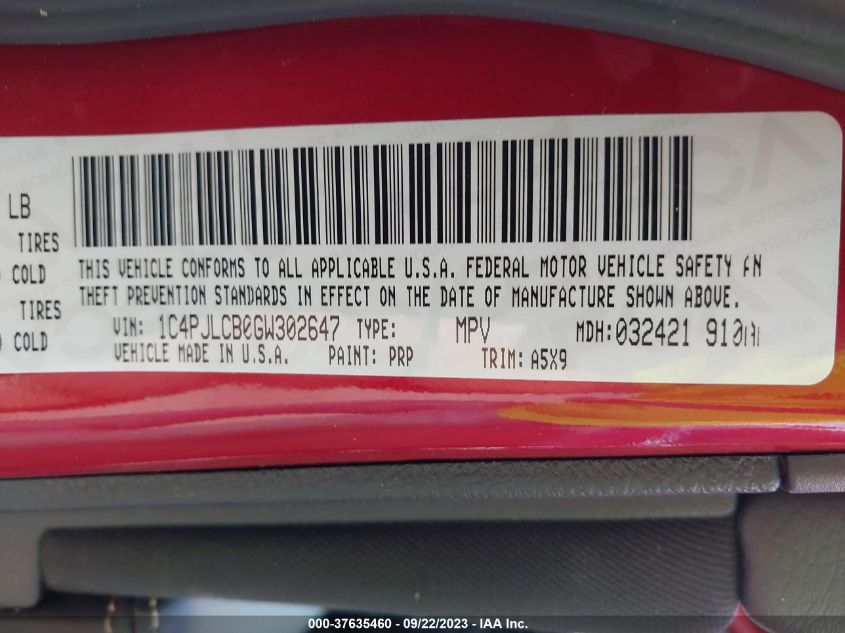 LB
TIRES
COLD
TIRES
COLD
THIS VEHICLE CONFORMS TO ALL APPLICABLE U.S.A. FEDERAL MOTOR VEHICLE SAFETY
THEFT PREVENTION STANDARDS IN EFFECT ON THE DATE OF MANUFACTURE SHOWN ABOVE.
VIN: 1C4PJLCB0GW302647 TYPE: MPV MDH:032421 910
VEHICLE MADE IN U.S.A. PAINT: PRP TRIM: A5X9
000-37635460 - 09/22/2023 - IAA Inc.